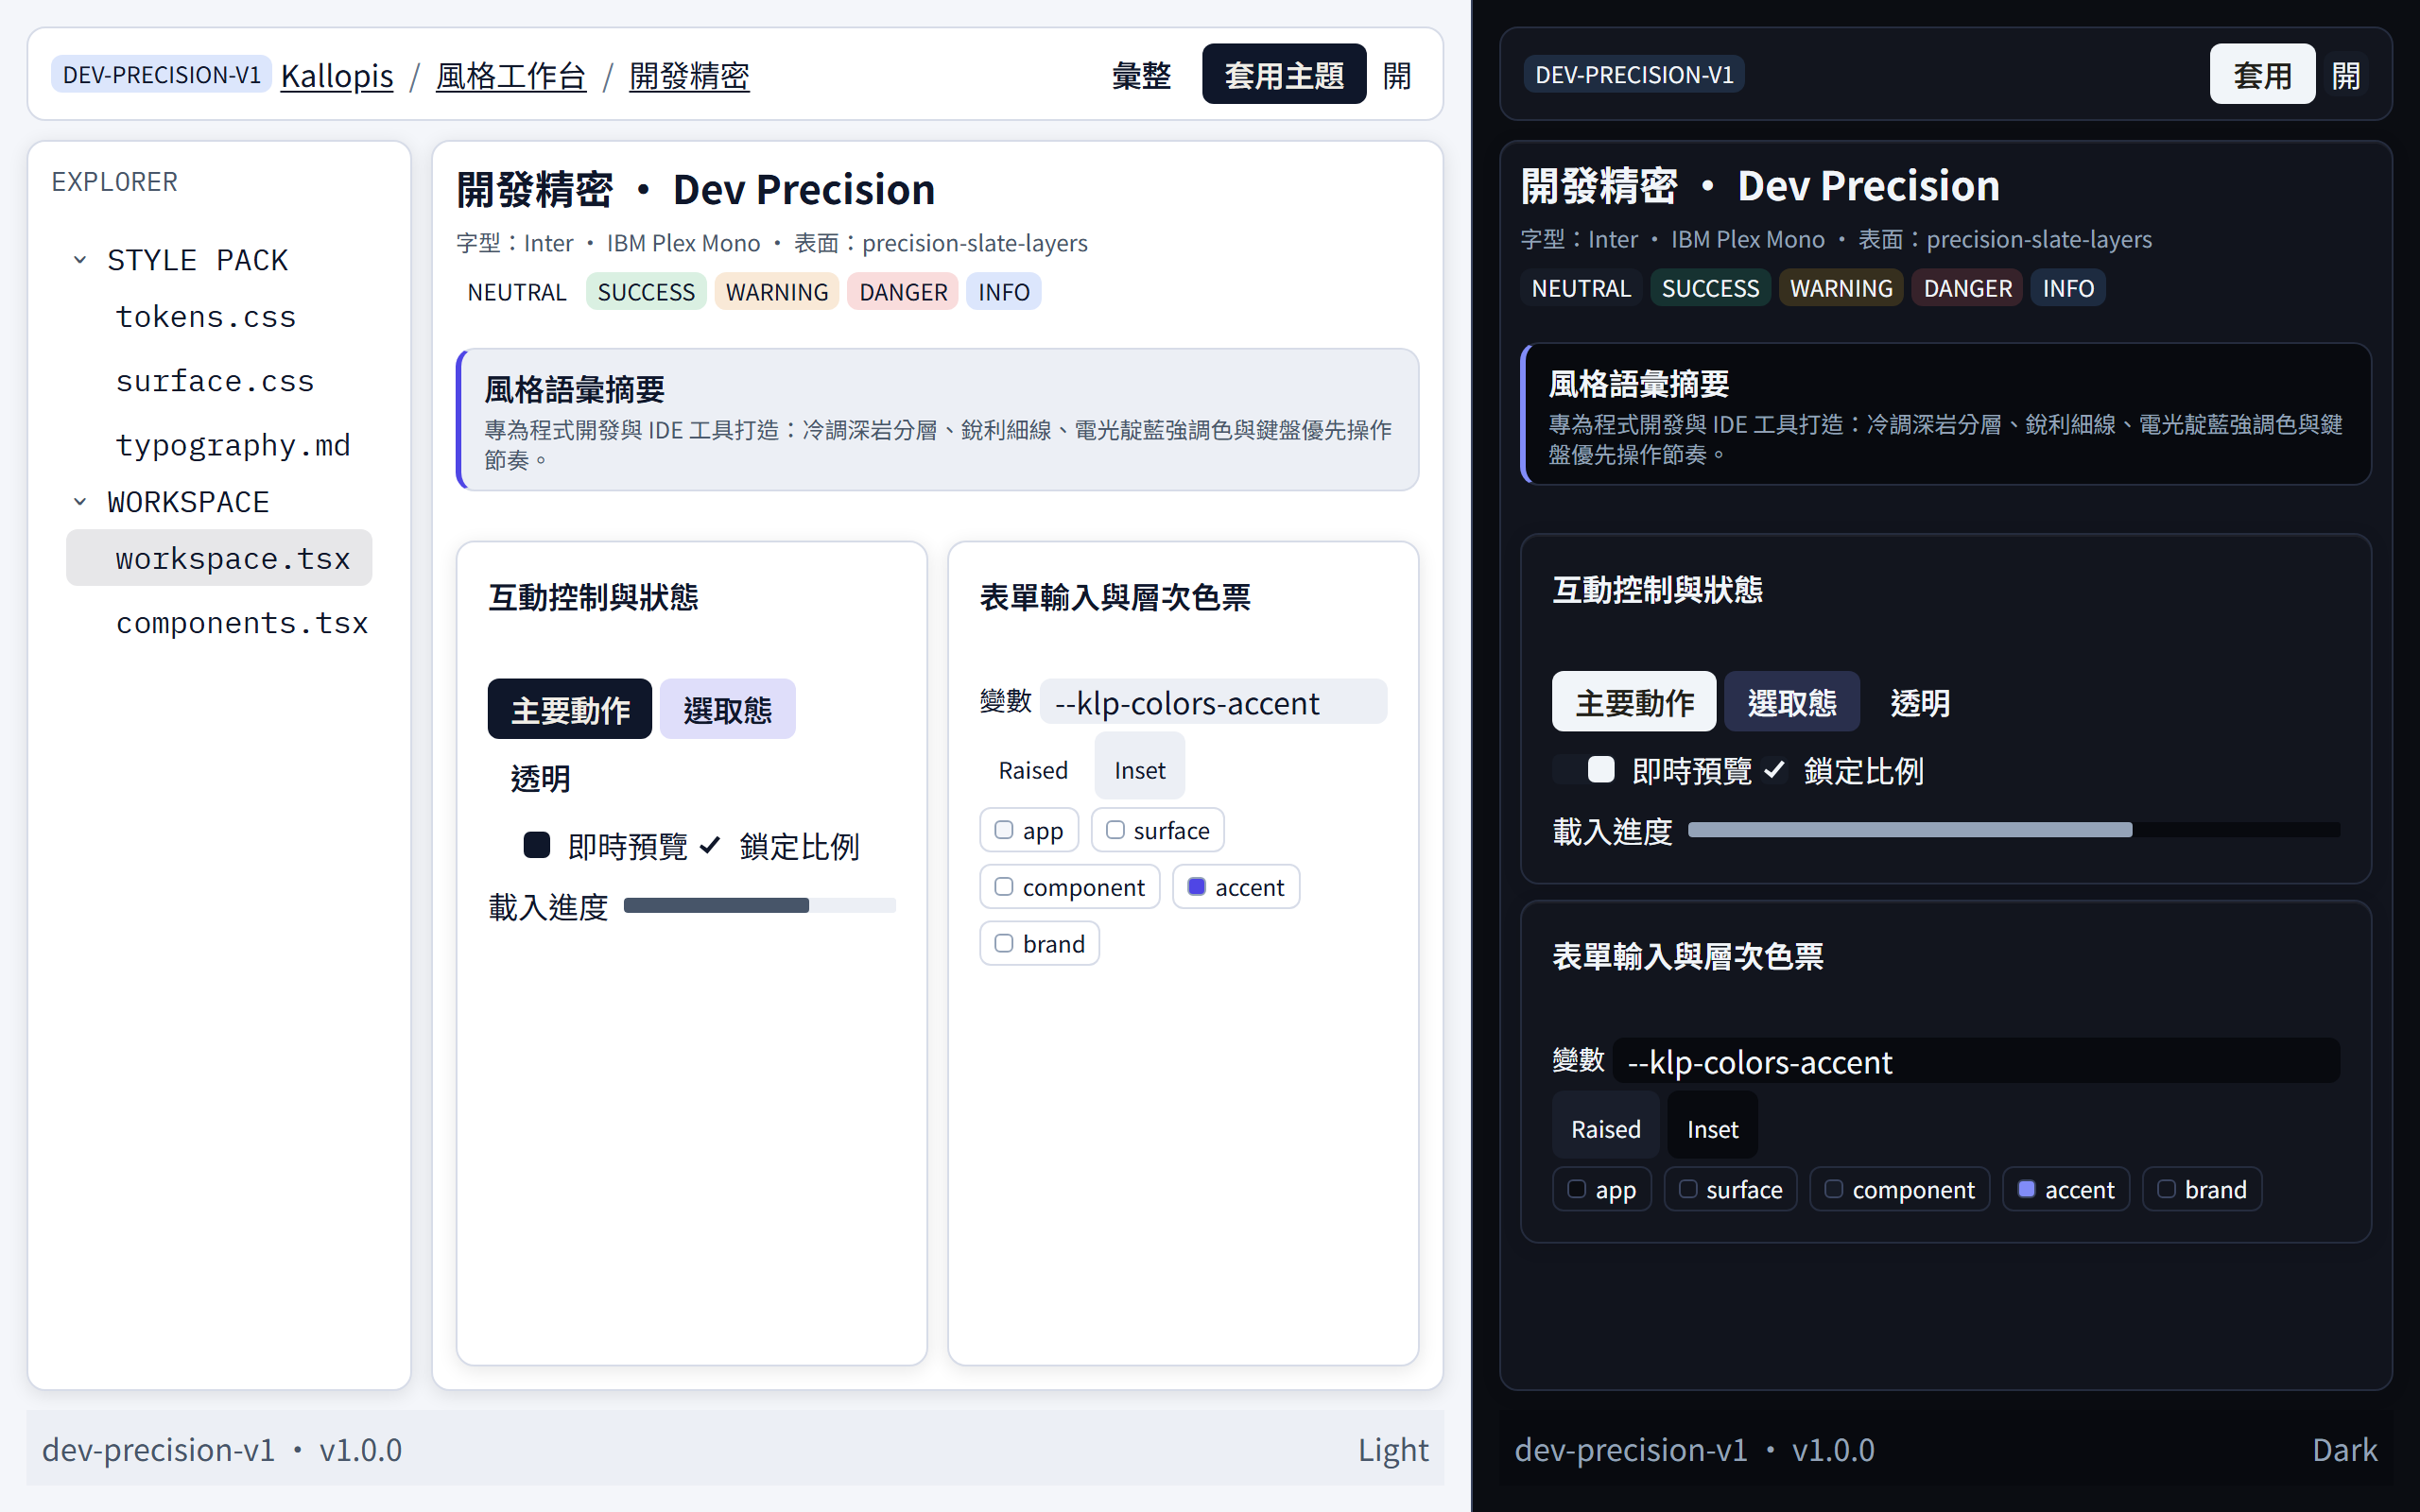 DEV-PRECISION-V1 Kallopis / 風格工作台 / 開發精密 彙整 套用主題 開
EXPLORER
STYLE PACK
tokens.css
surface.css
typography.md
WORKSPACE
workspace.tsx
components.tsx
開發精密 · Dev Precision
字型：Inter · IBM Plex Mono · 表面：precision-slate-layers
NEUTRAL SUCCESS WARNING DANGER INFO
風格語彙摘要
專為程式開發與 IDE 工具打造：冷調深岩分層、銳利細線、電光靛藍強調色與鍵盤優先操作
節奏。
互動控制與狀態
主要動作 選取態
透明
即時預覽 鎖定比例
載入進度
表單輸入與層次色票
變數 --klp-colors-accent
Raised Inset
app surface
component accent
brand
dev-precision-v1 · v1.0.0 Light
DEV-PRECISION-V1 套用 開
開發精密 · Dev Precision
字型：Inter · IBM Plex Mono · 表面：precision-slate-layers
NEUTRAL SUCCESS WARNING DANGER INFO
風格語彙摘要
專為程式開發與 IDE 工具打造：冷調深岩分層、銳利細線、電光靛藍強調色與鍵
盤優先操作節奏。
互動控制與狀態
主要動作 選取態 透明
即時預覽 鎖定比例
載入進度
表單輸入與層次色票
變數 --klp-colors-accent
Raised Inset
app surface component accent brand
dev-precision-v1 · v1.0.0 Dark